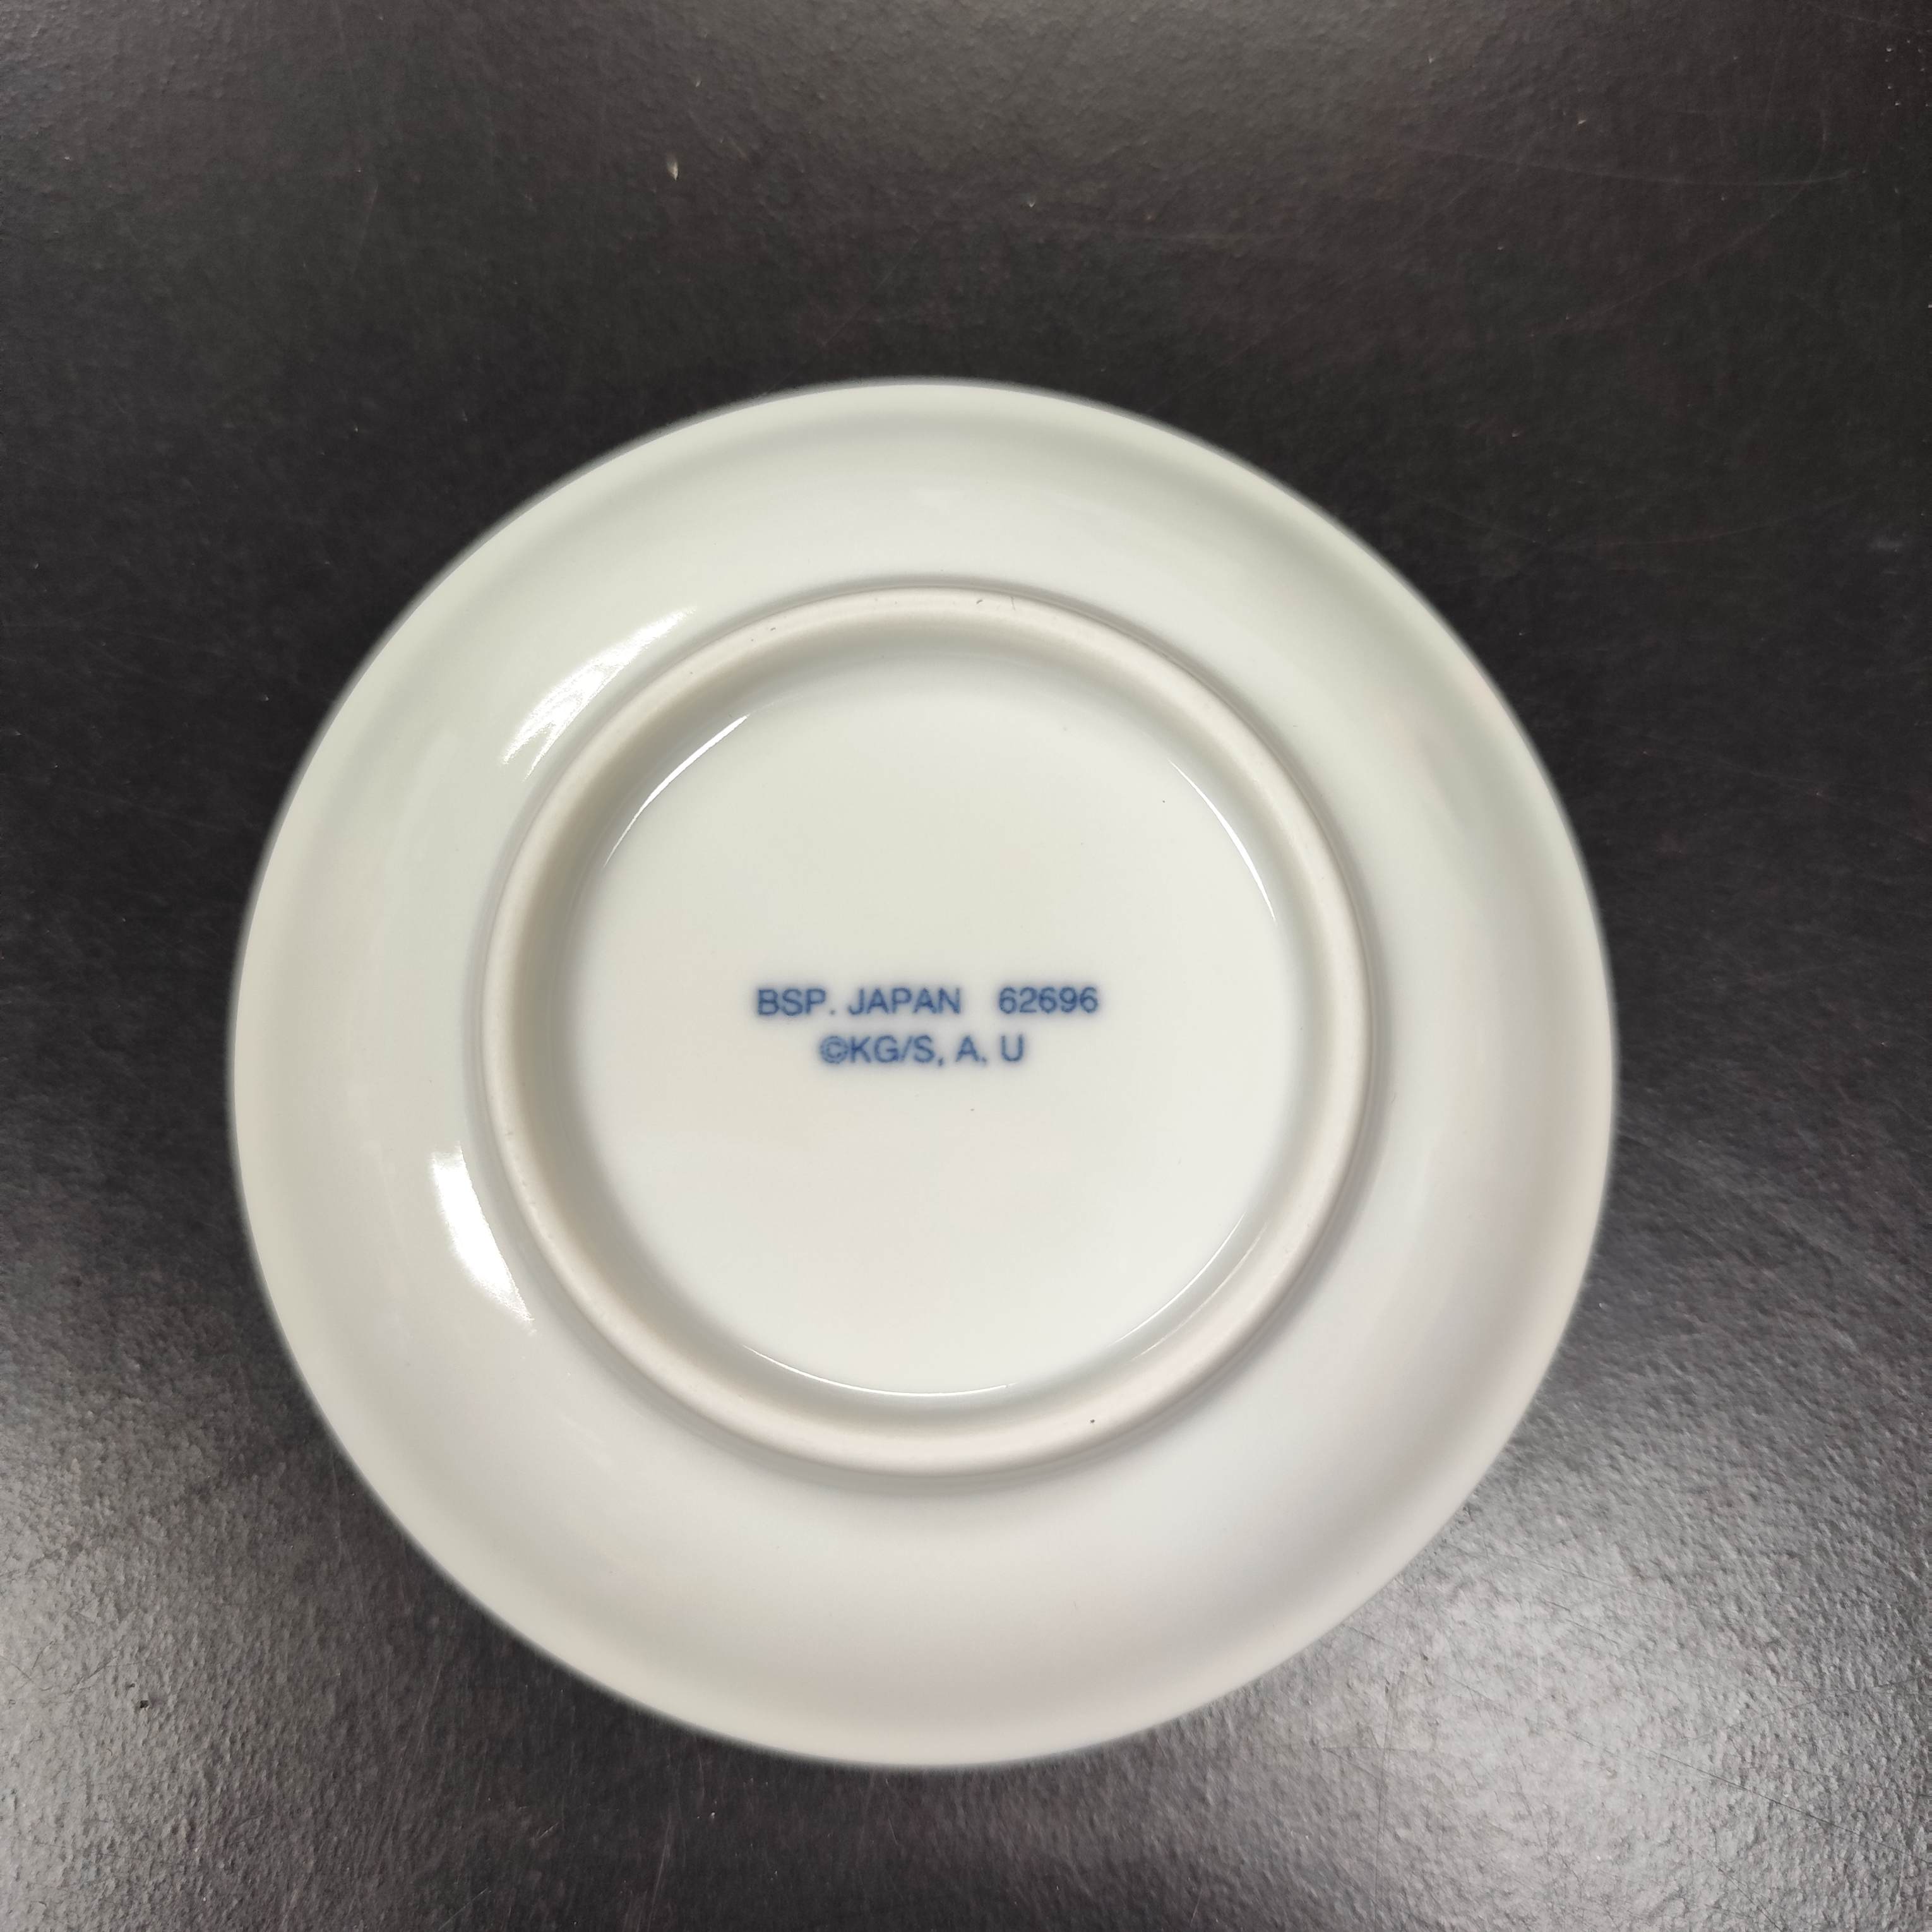 BSP. JAPAN 62696
©KG/S, A, U